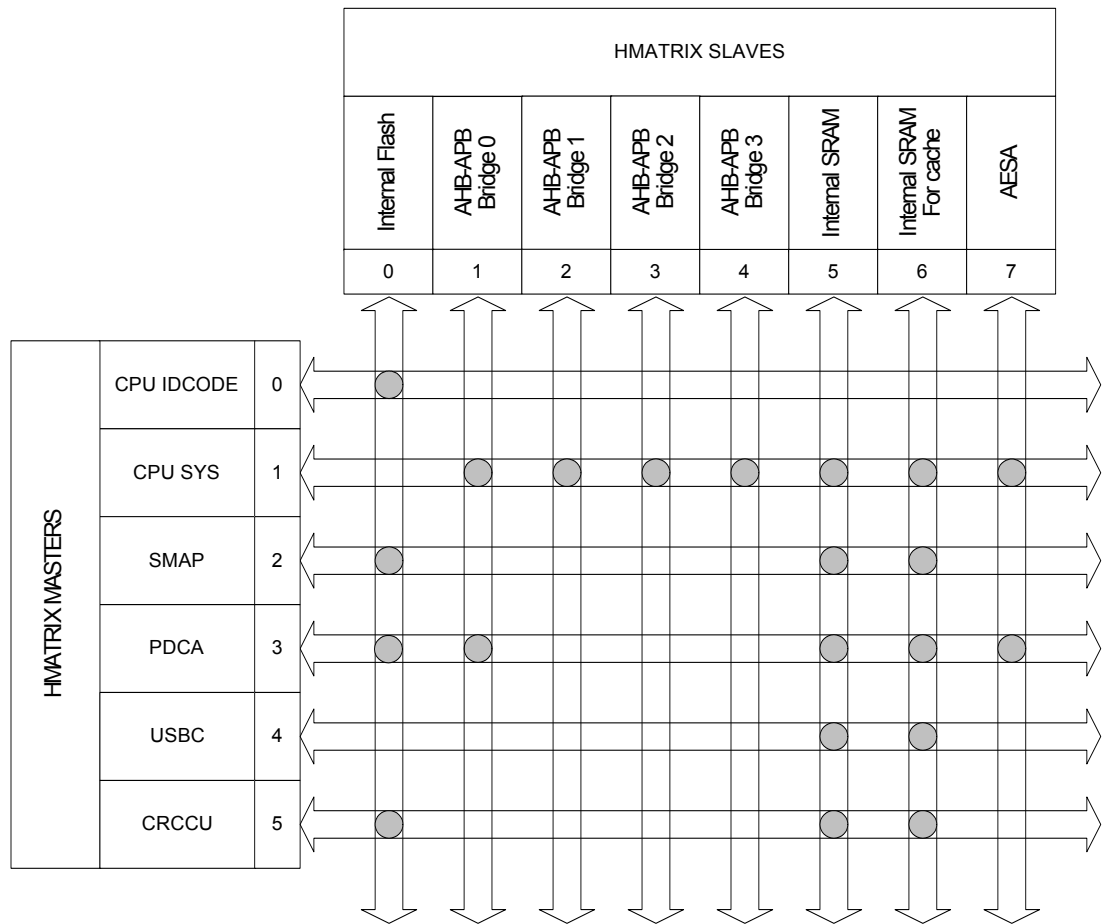 HMATRIX SLAVES
Internal Flash
AHB-APB
Bridge 0
AHB-APB
Bridge 1
AHB-APB
Bridge 2
AHB-APB
Bridge 3
Internal SRAM
Internal SRAM
For cache
AESA
0 1 2 3 4 5 6 7
HMATRIX MASTERS
CPU IDCODE 0
CPU SYS 1
SMAP 2
PDCA 3
USBC 4
CRCCU 5